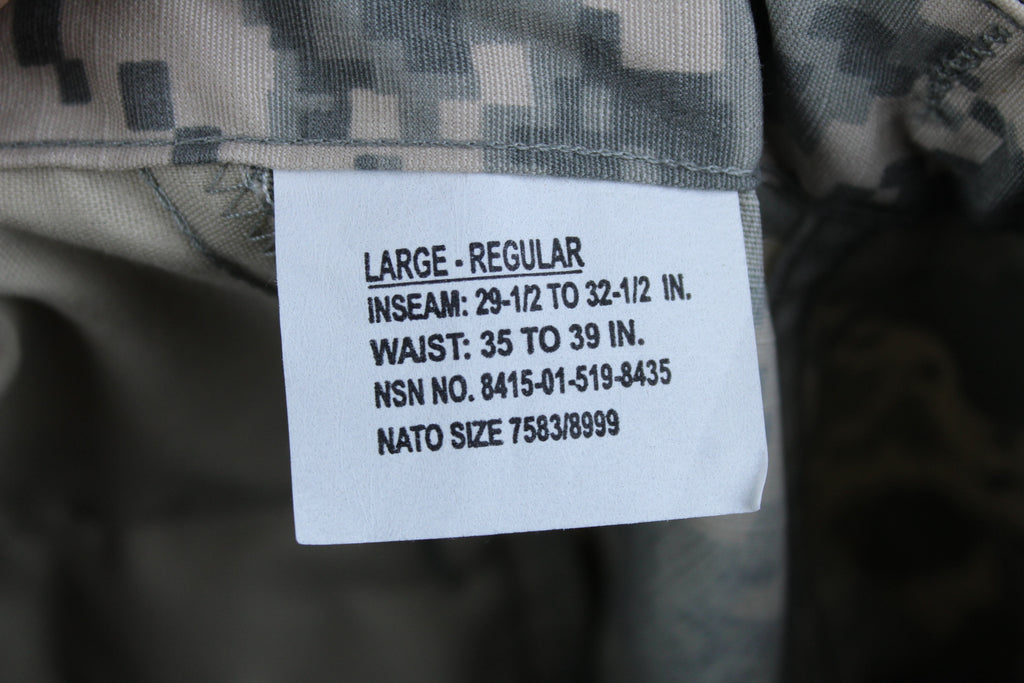 LARGE - REGULAR
INSEAM: 29-1/2 TO 32-1/2 IN.
WAIST: 35 TO 39 IN.
NSN NO. 8415-01-519-8435
NATO SIZE 7583/8999